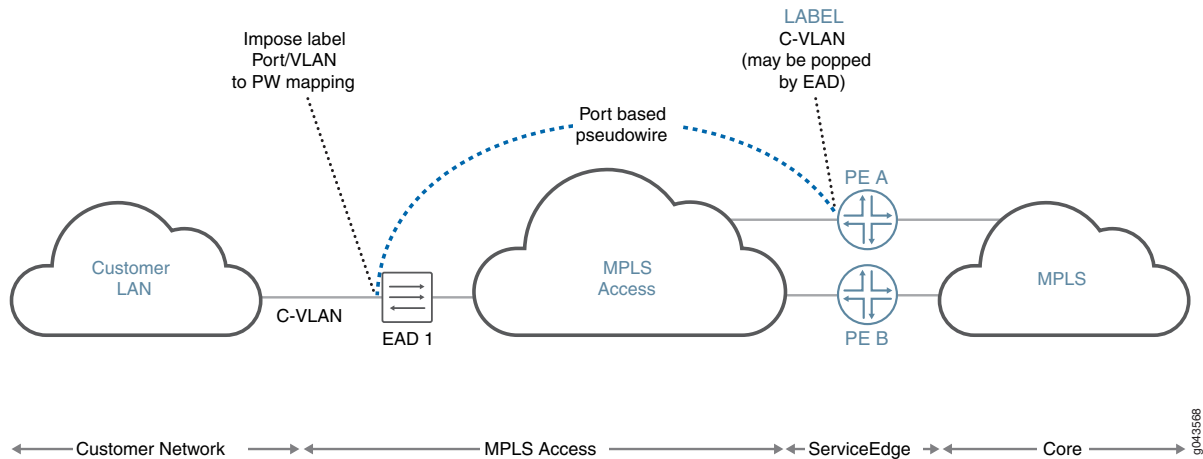 LABEL
C-VLAN
(may be popped
by EAD)
Impose label
Port/VLAN
to PW mapping
Port based
pseudowire
PE A
Customer
LAN
MPLS
Access
MPLS
C-VLAN
EAD 1
PE B
Customer Network
MPLS Access
ServiceEdge
Core
g043568